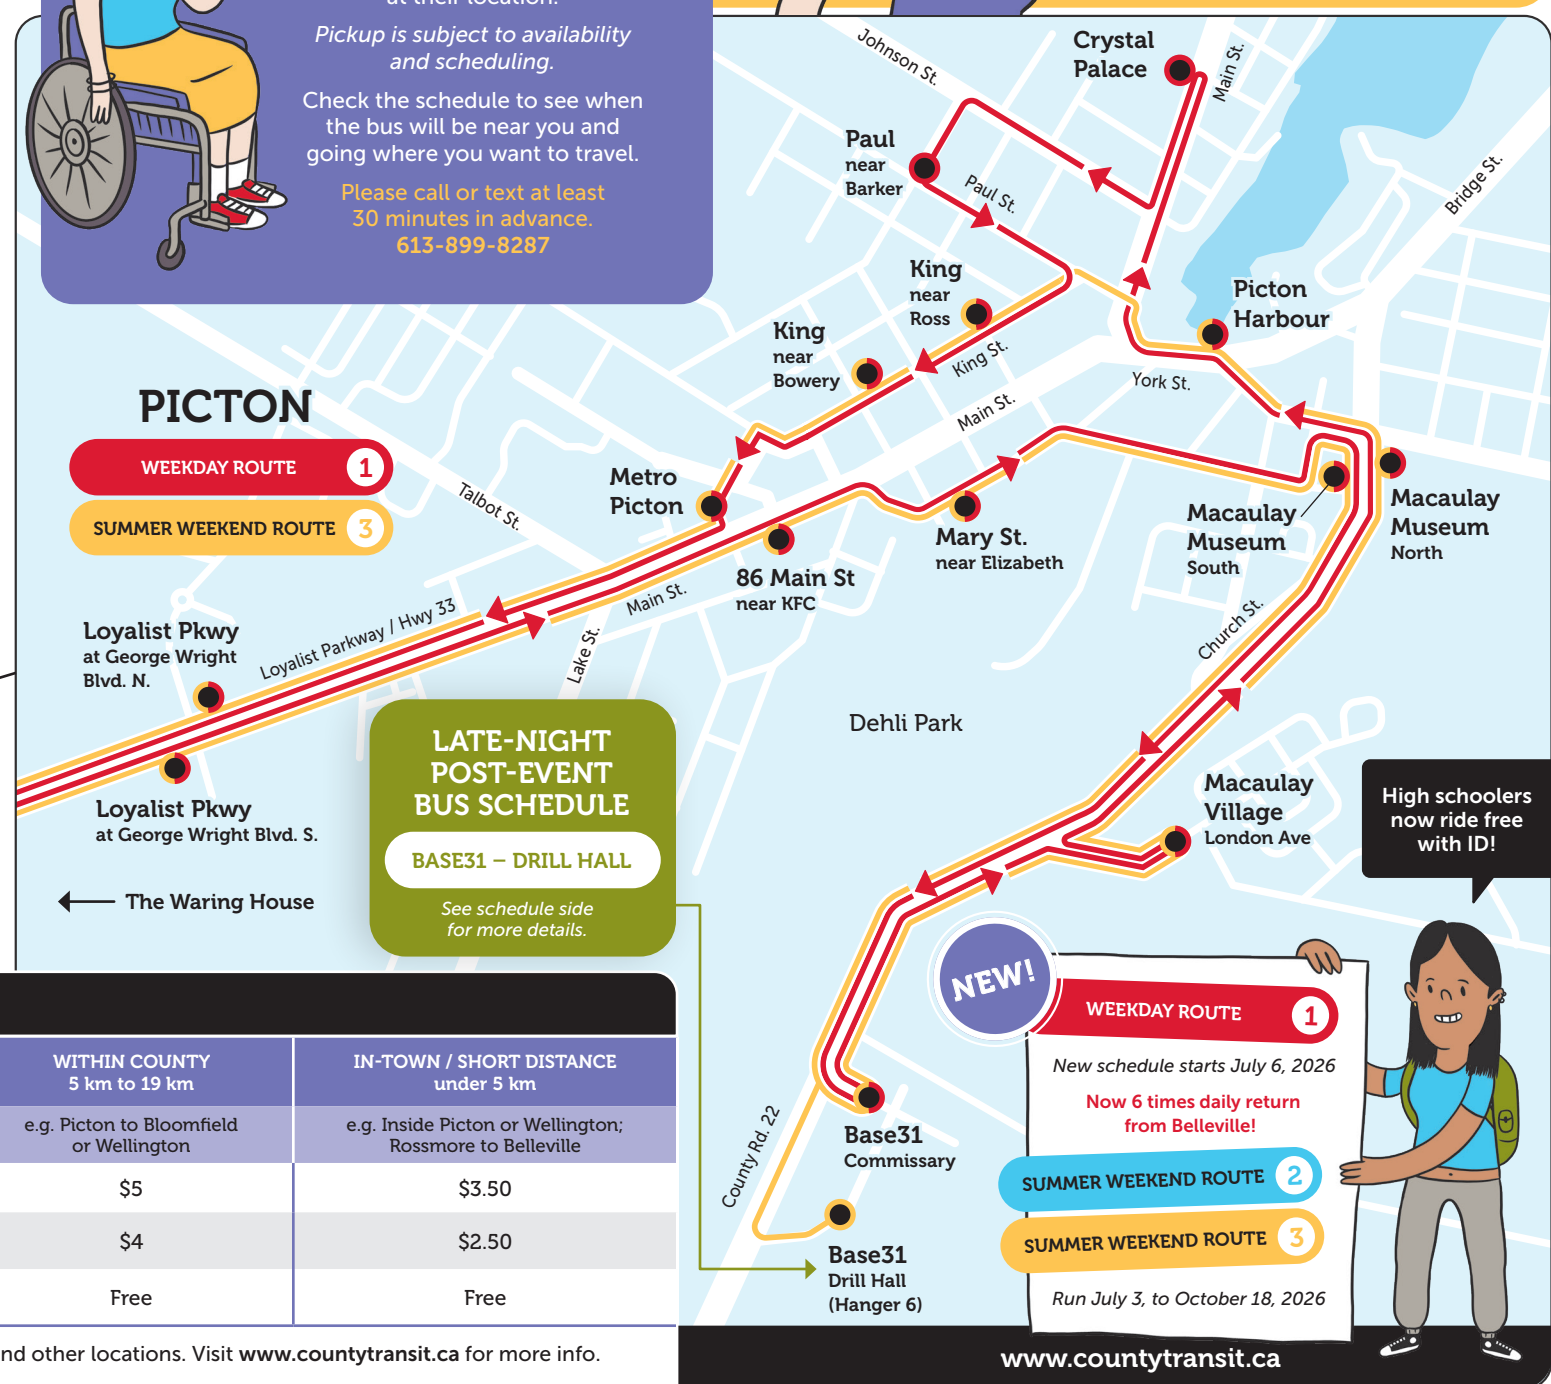 at their location.
Pickup is subject to availability
and scheduling.
Check the schedule to see when
the bus will be near you and
going where you want to travel.
Please call or text at least
30 minutes in advance.
613-899-8287
Johnson St.
Crystal
Palace
Main St.
Paul
near
Barker
Paul St.
Bridge St.
King
near
Ross
Picton
Harbour
King
near
Bowery
King St.
York St.
Main St.
PICTON
WEEKDAY ROUTE 1
SUMMER WEEKEND ROUTE 3
Metro
Picton
Talbot St.
86 Main St
near KFC
Mary St.
near Elizabeth
Macaulay
Museum
South
Macaulay
Museum
North
Main St.
Church St.
Loyalist Pkwy
at George Wright
Blvd. N.
Loyalist Parkway / Hwy 33
Lake St.
Loyalist Pkwy
at George Wright Blvd. S.
The Waring House
LATE-NIGHT
POST-EVENT
BUS SCHEDULE
BASE31 – DRILL HALL
See schedule side
for more details.
Dehli Park
Macaulay
Village
London Ave
High schoolers
now ride free
with ID!
NEW!
WEEKDAY ROUTE 1
New schedule starts July 6, 2026
Now 6 times daily return
from Belleville!
SUMMER WEEKEND ROUTE 2
SUMMER WEEKEND ROUTE 3
Run July 3, to October 18, 2026
Base31
Commissary
County Rd. 22
Base31
Drill Hall
(Hanger 6)
WITHIN COUNTY
5 km to 19 km
IN-TOWN / SHORT DISTANCE
under 5 km
e.g. Picton to Bloomfield
or Wellington
e.g. Inside Picton or Wellington;
Rossmore to Belleville
$5 $3.50
$4 $2.50
Free Free
nd other locations. Visit www.countytransit.ca for more info.
www.countytransit.ca